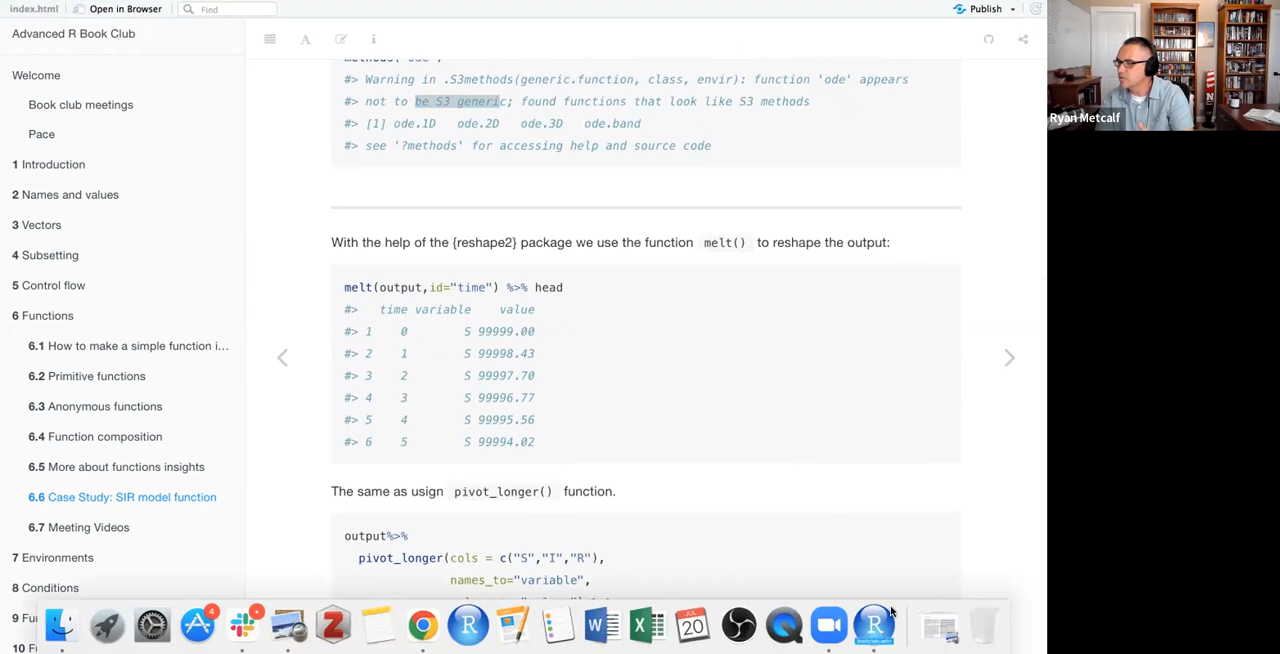 index.html Open in Browser Find Publish
Advanced R Book Club
Welcome
Book club meetings
Pace
1 Introduction
2 Names and values
3 Vectors
4 Subsetting
5 Control flow
6 Functions
6.1 How to make a simple function i...
6.2 Primitive functions
6.3 Anonymous functions
6.4 Function composition
6.5 More about functions insights
6.6 Case Study: SIR model function
6.7 Meeting Videos
7 Environments
8 Conditions
9 Fu
10 F
#> Warning in .S3methods(generic.function, class, envir): function 'ode' appears
#> not to be S3 generic; found functions that look like S3 methods
#> [1] ode.1D ode.2D ode.3D ode.band
#> see '?methods' for accessing help and source code
With the help of the {reshape2} package we use the function melt() to reshape the output:
melt(output,id="time") %>% head
#> time variable value
#> 1 0 S 99999.00
#> 2 1 S 99998.43
#> 3 2 S 99997.70
#> 4 3 S 99996.77
#> 5 4 S 99995.56
#> 6 5 S 99994.02
The same as usign pivot_longer() function.
output%>%
pivot_longer(cols = c("S","I","R"),
names_to="variable",
Ryan Metcalf
4
JUL
20